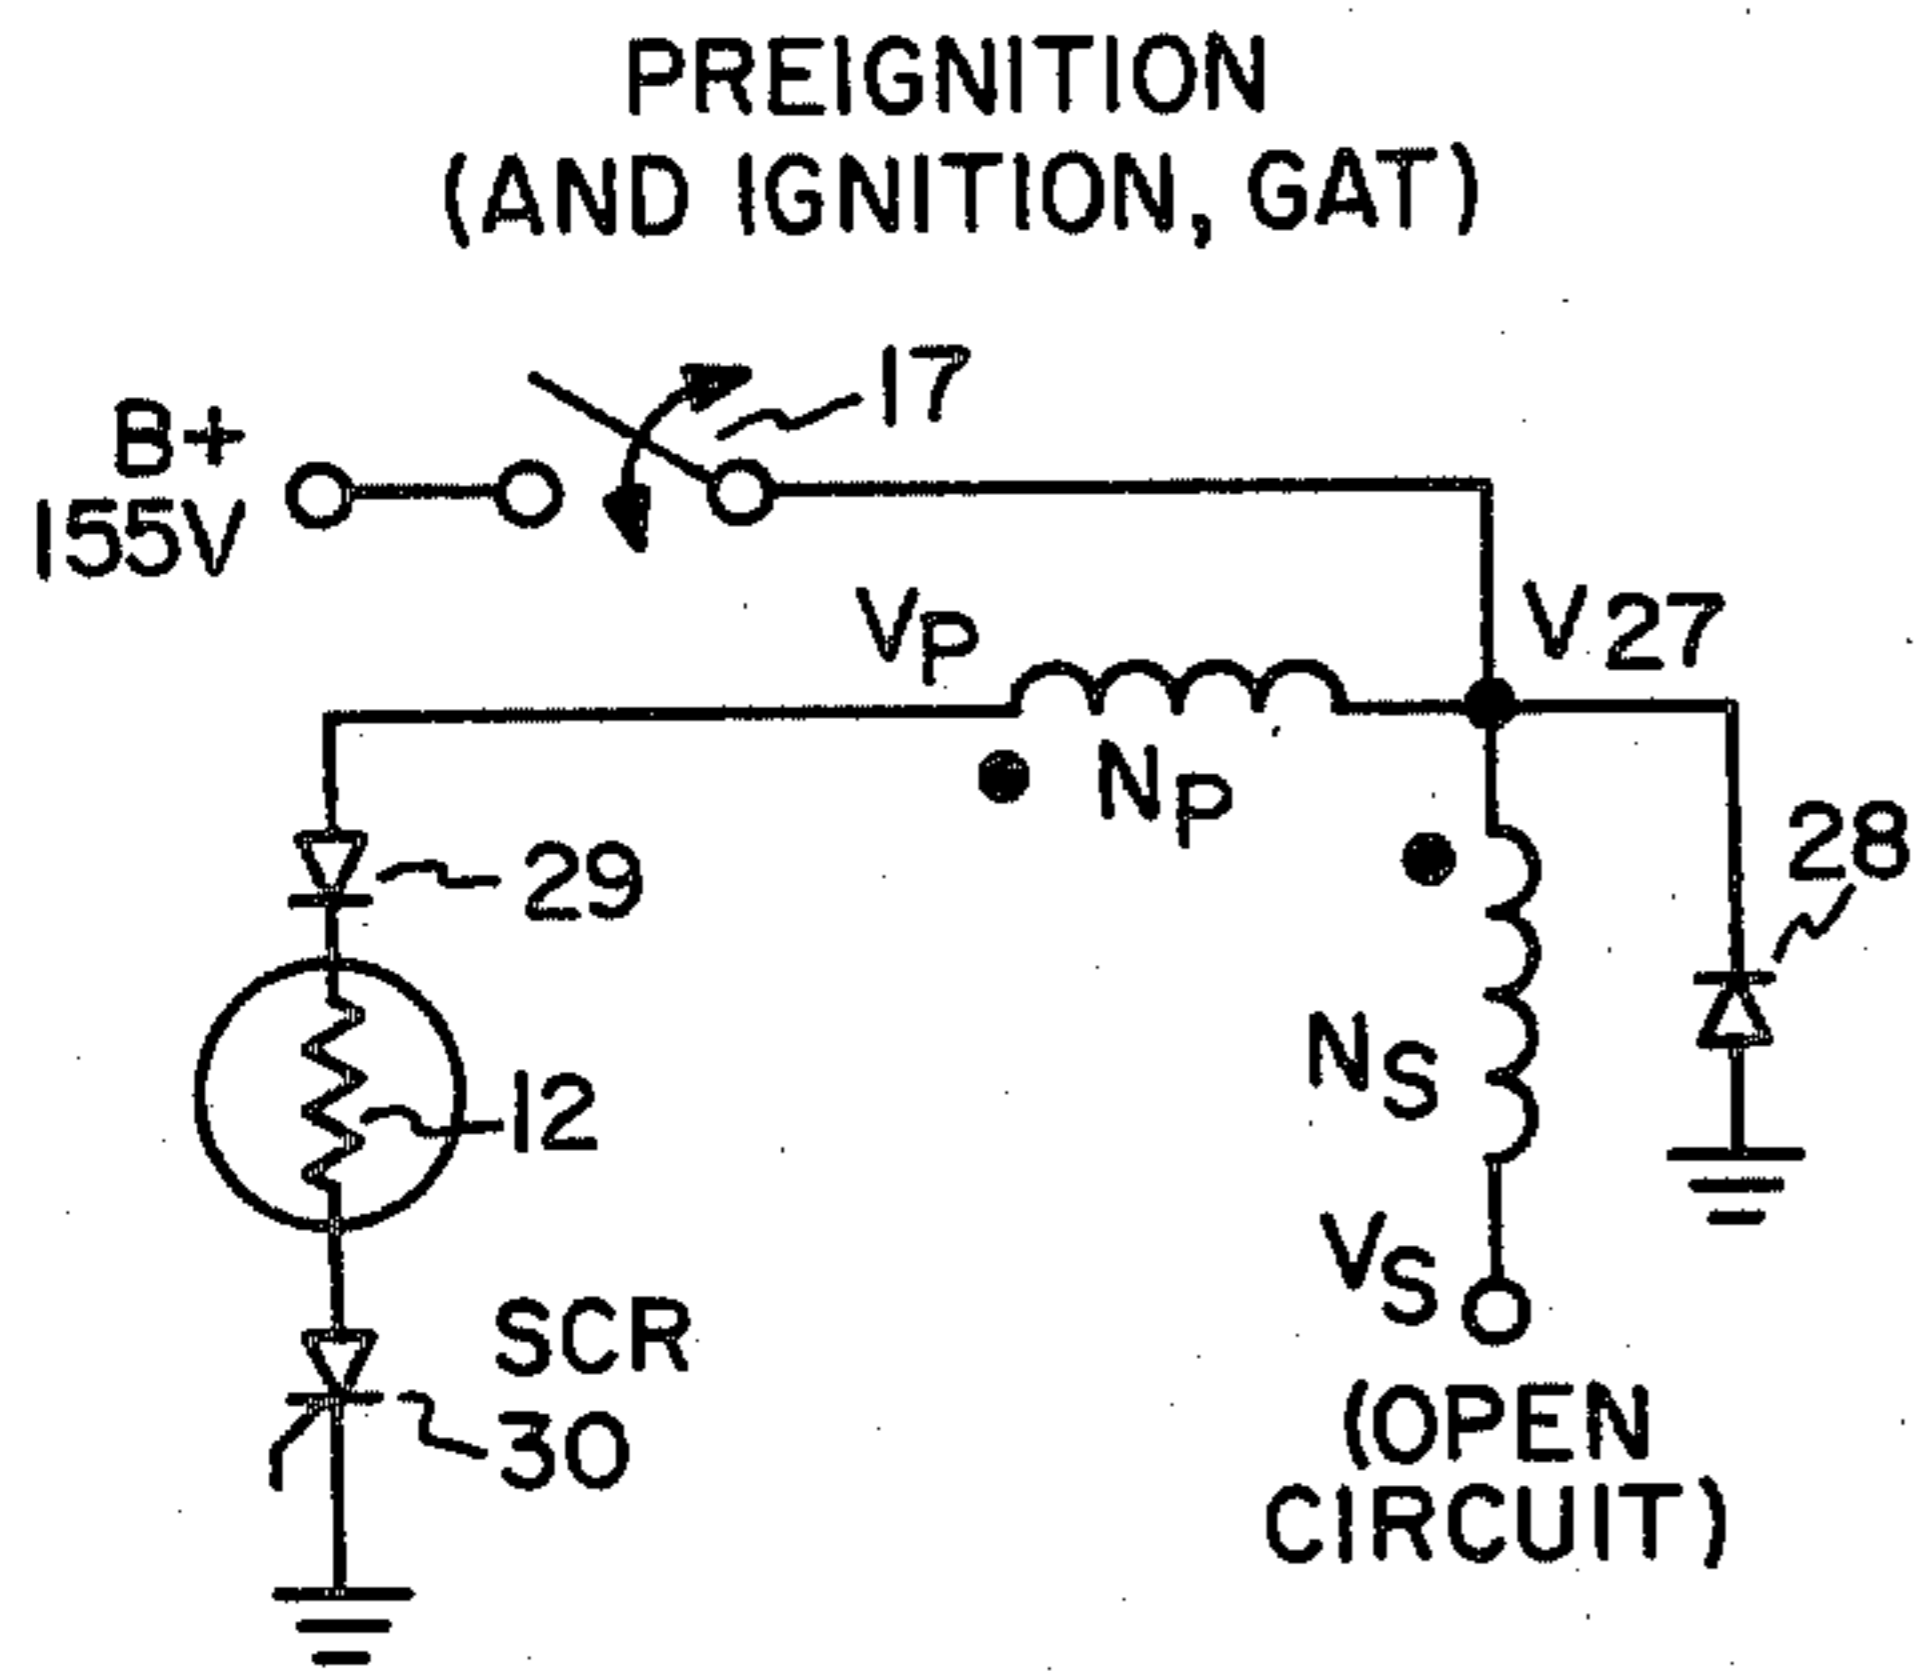 PREIGNITION
(AND IGNITION, GAT)
17
B+
155V
VP
V27
NP
28
29
NS
12
VS
SCR
30
(OPEN
CIRCUIT)